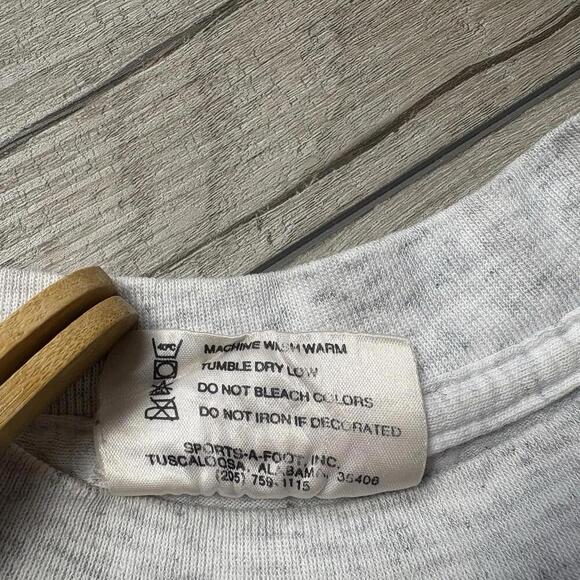 40°C
MACHINE WASH WARM
TUMBLE DRY LOW
DO NOT BLEACH COLORS
DO NOT IRON IF DECORATED
SPORTS-A-FOOT, INC.
TUSCALOOSA, ALABAMA, 35406
(205) 759-1115